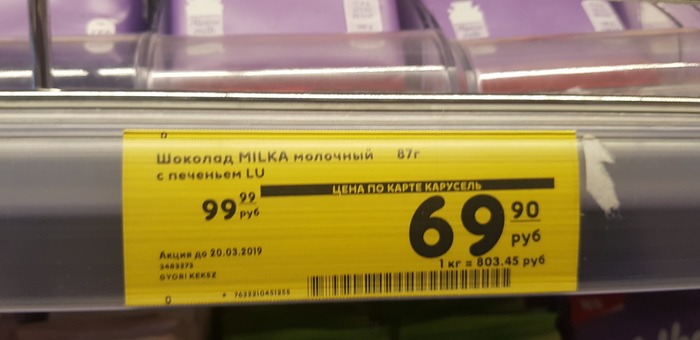 Шоколад MILKA молочный 87г
с печеньем LU
ЦЕНА ПО КАРТЕ КАРУСЕЛЬ
99 99 руб
69 90 руб
1 кг = 803.45 руб
Акция до 20.03.2019
3483273
GYORI KEKSZ